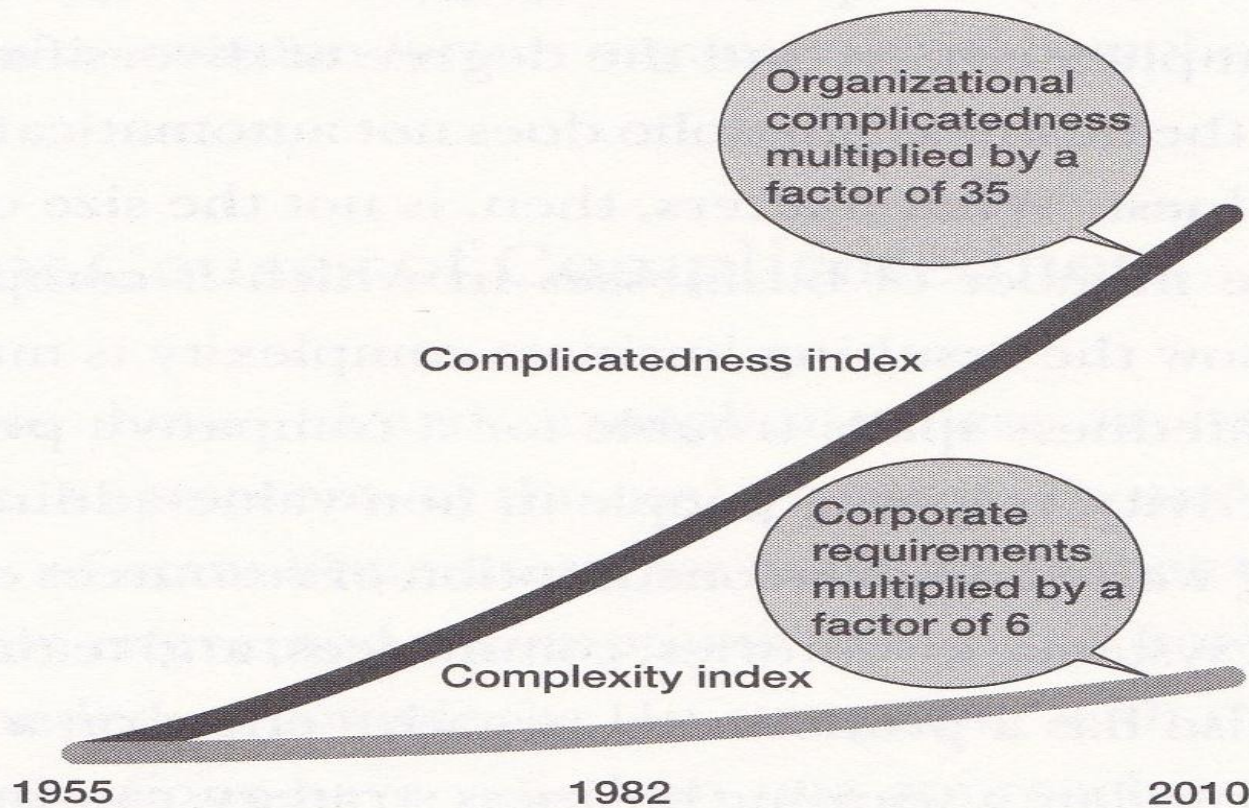 Organizational
complicatedness
multiplied by a
factor of 35
Complicatedness index
Corporate
requirements
multiplied by a
factor of 6
Complexity index
1955 1982 2010